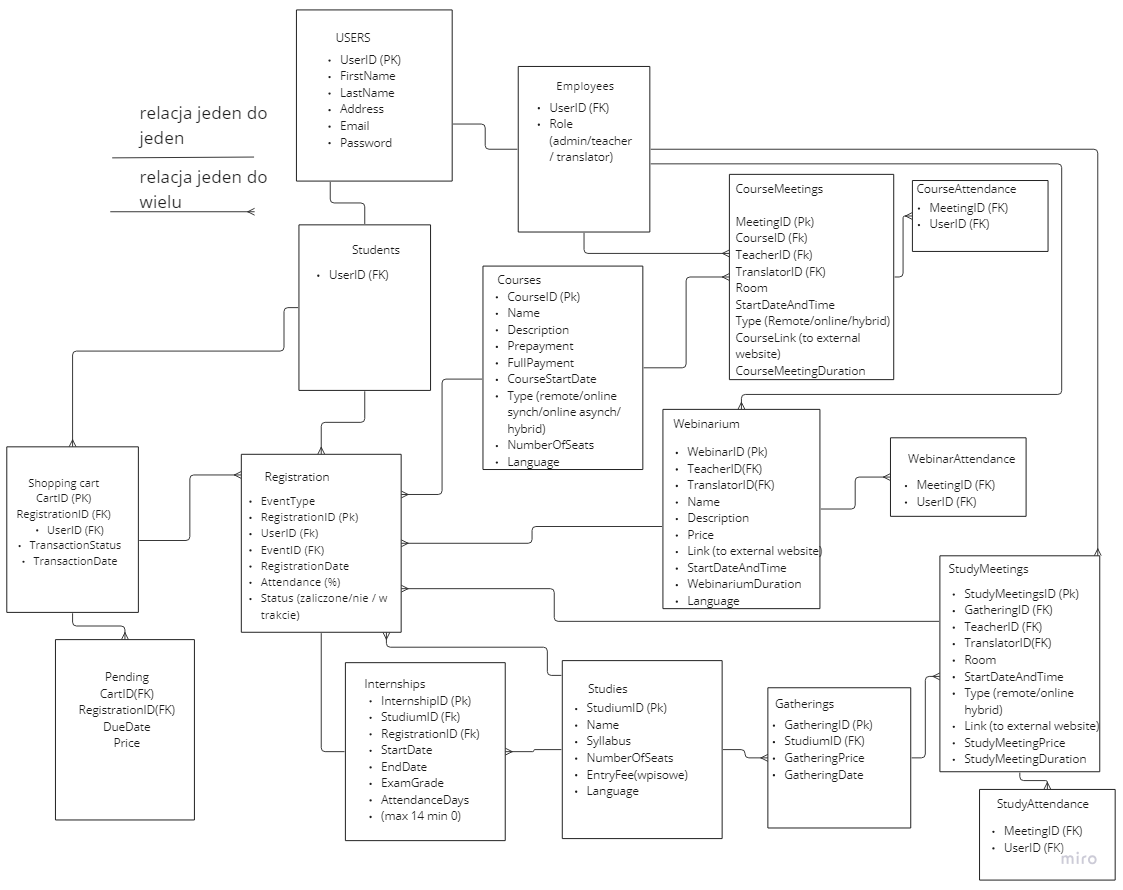 USERS
UserID (PK)
FirstName
LastName
Address
Email
Password
relacja jeden do
jeden
relacja jeden do
wielu
Employees
UserID (FK)
Role
(admin/teacher
/ translator)
Students
UserID (FK)
CourseMeetings
MeetingID (Pk)
CourseID (Fk)
TeacherID (Fk)
TranslatorID (FK)
Room
StartDateAndTime
Type (Remote/online/hybrid)
CourseLink (to external
website)
CourseMeetingDuration
CourseAttendance
MeetingID (FK)
UserID (FK)
Courses
CourseID (Pk)
Name
Description
Prepayment
FullPayment
CourseStartDate
Type (remote/online
synch/online asynch/
hybrid)
NumberOfSeats
Language
Webinarium
WebinarID (Pk)
TeacherID(FK)
TranslatorID(FK)
Name
Description
Price
Link (to external website)
StartDateAndTime
WebinariumDuration
Language
WebinarAttendance
MeetingID (FK)
UserID (FK)
Shopping cart
CartID (PK)
RegistrationID (FK)
UserID (FK)
TransactionStatus
TransactionDate
Registration
EventType
RegistrationID (Pk)
UserID (Fk)
EventID (FK)
RegistrationDate
Attendance (%)
Status (zaliczone/nie / w
trakcie)
Pending
CartID(FK)
RegistrationID(FK)
DueDate
Price
Internships
InternshipID (Pk)
StudiumID (Fk)
RegistrationID (Fk)
StartDate
EndDate
ExamGrade
AttendanceDays
(max 14 min 0)
Studies
StudiumID (Pk)
Name
Syllabus
NumberOfSeats
EntryFee(wpisowe)
Language
Gatherings
GatheringID (Pk)
StudiumID (FK)
GatheringPrice
GatheringDate
StudyMeetings
StudyMeetingsID (Pk)
GatheringID (FK)
TeacherID (FK)
TranslatorID(FK)
Room
StartDateAndTime
Type (remote/online
hybrid)
Link (to external website)
StudyMeetingPrice
StudyMeetingDuration
StudyAttendance
MeetingID (FK)
UserID (FK)
miro